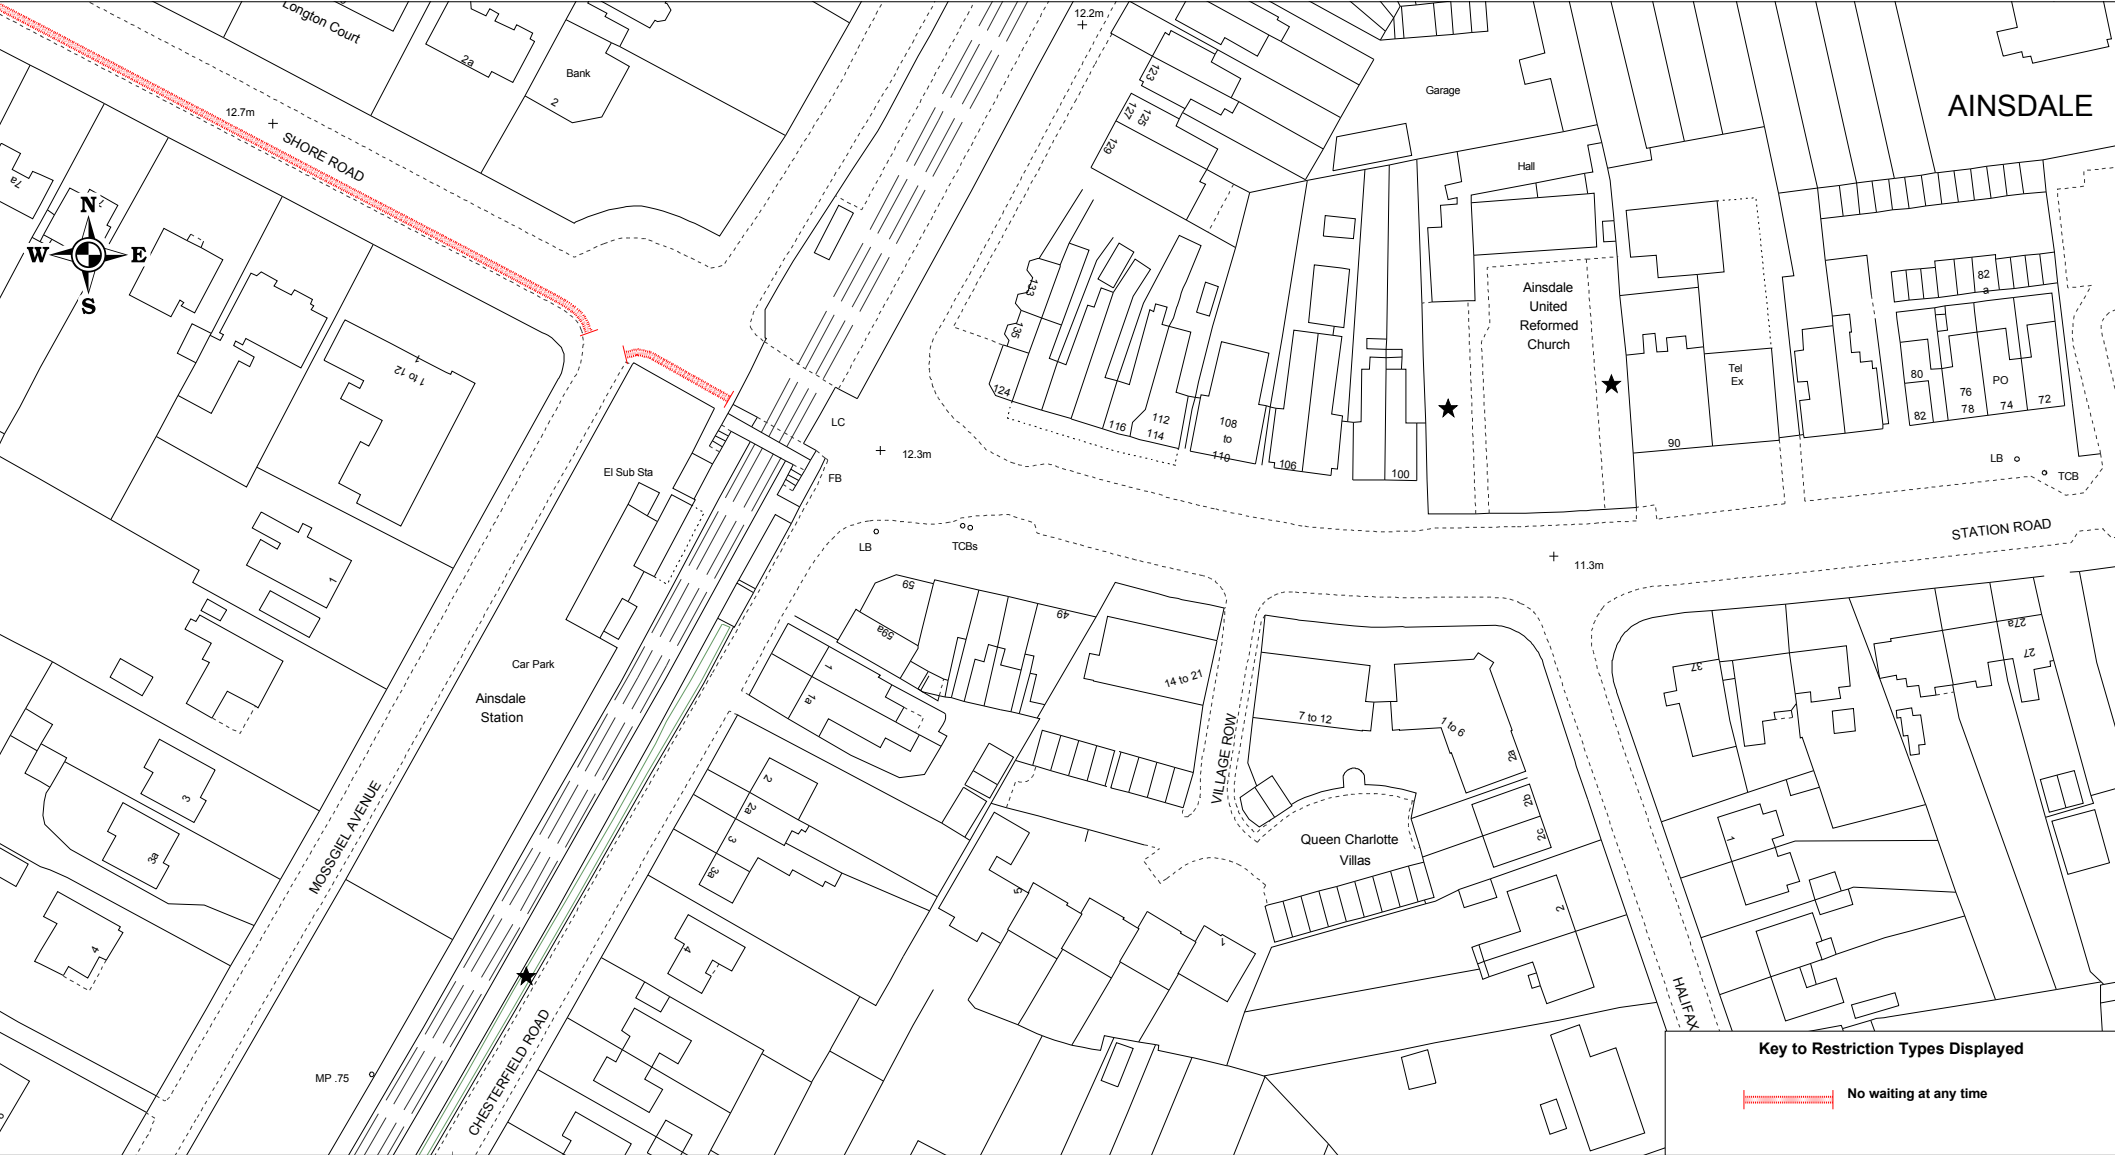 Longton Court
2a
Bank
2
12.2m
12.7m
SHORE ROAD
7a
7
N
W E
S
123
125
127
129
Garage
Hall
AINSDALE
133
135
124
116
112
114
108
to
110
106
100
Ainsdale
United
Reformed
Church
Tel
Ex
90
82
a
80
82
76
78
PO
74
72
1 to 12
1
LC
12.3m
FB
El Sub Sta
LB
TCBs
LB
TCB
STATION ROAD
11.3m
59
59a
49
1
1a
14 to 21
7 to 12
1 to 6
2a
2b
2c
VILLAGE ROW
Queen Charlotte
Villas
37
27a
27
1
2
HALIFAX
1
3
3a
4
Car Park
Ainsdale
Station
MOSSGIEL AVENUE
2
2a
3
3a
4
5
1
CHESTERFIELD ROAD
MP .75
Key to Restriction Types Displayed
No waiting at any time